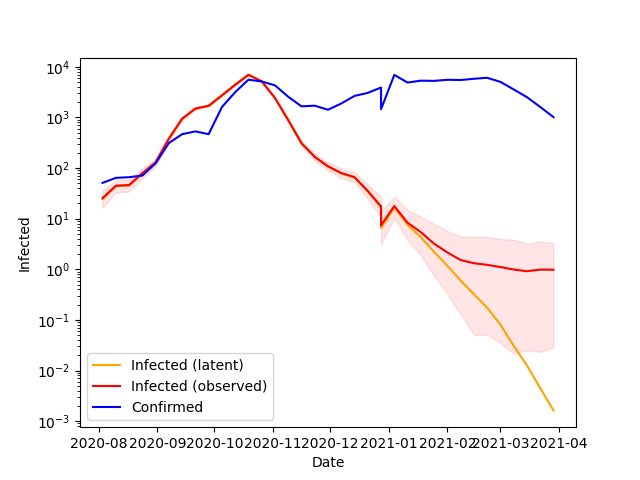 10^4
10^3
10^2
10^1
10^0
10^-1
10^-2
10^-3
Infected
Infected (latent)
Infected (observed)
Confirmed
2020-08 2020-09 2020-10 2020-11 2020-12 2021-01 2021-02 2021-03 2021-04
Date